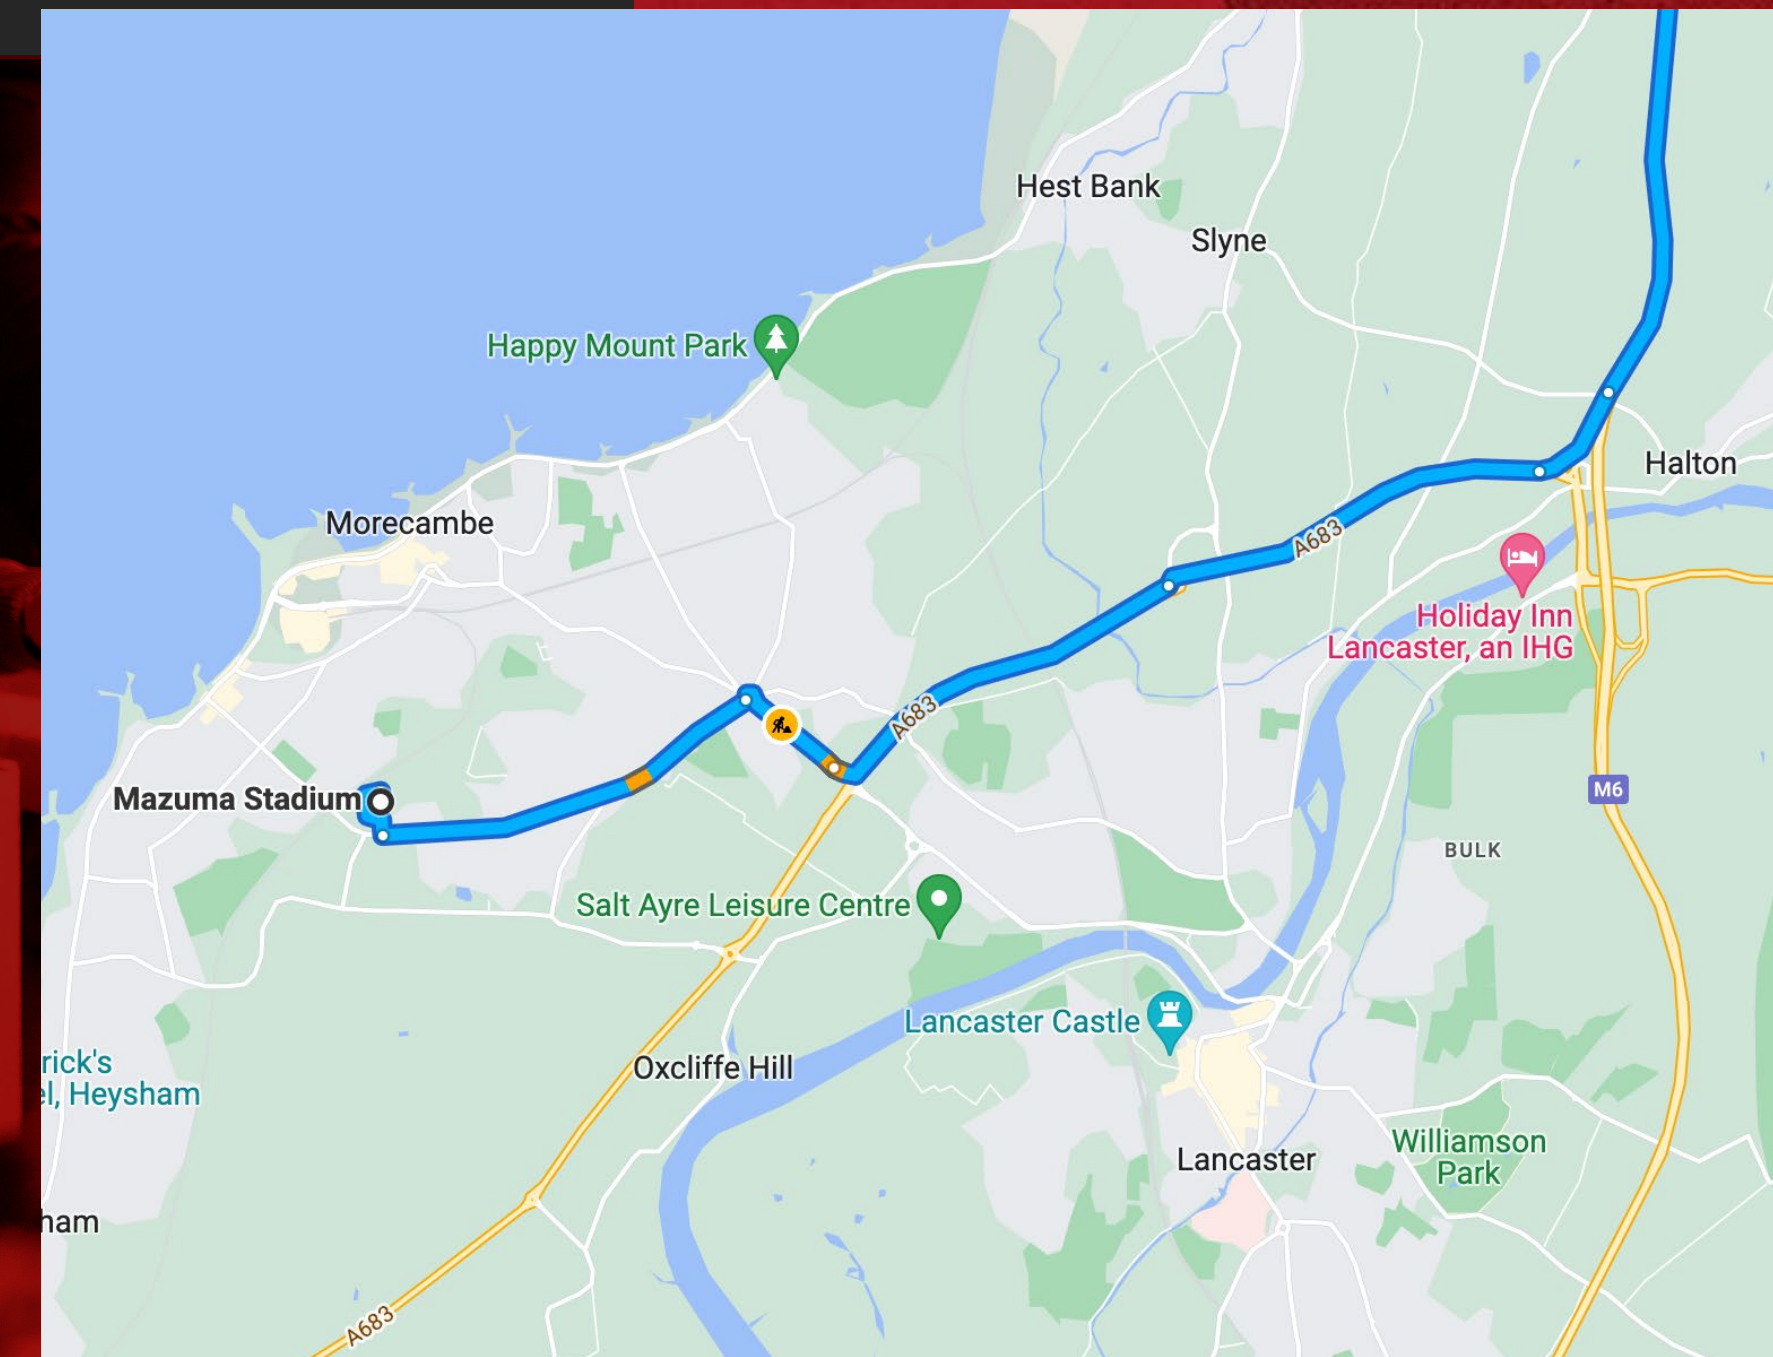 Hest Bank
Slyne
Happy Mount Park
Halton
Morecambe
A683
Holiday Inn
Lancaster, an IHG
A683
M6
Mazuma Stadium
BULK
Salt Ayre Leisure Centre
Lancaster Castle
rick's
el, Heysham
Oxcliffe Hill
Williamson
Park
Lancaster
ham
A683